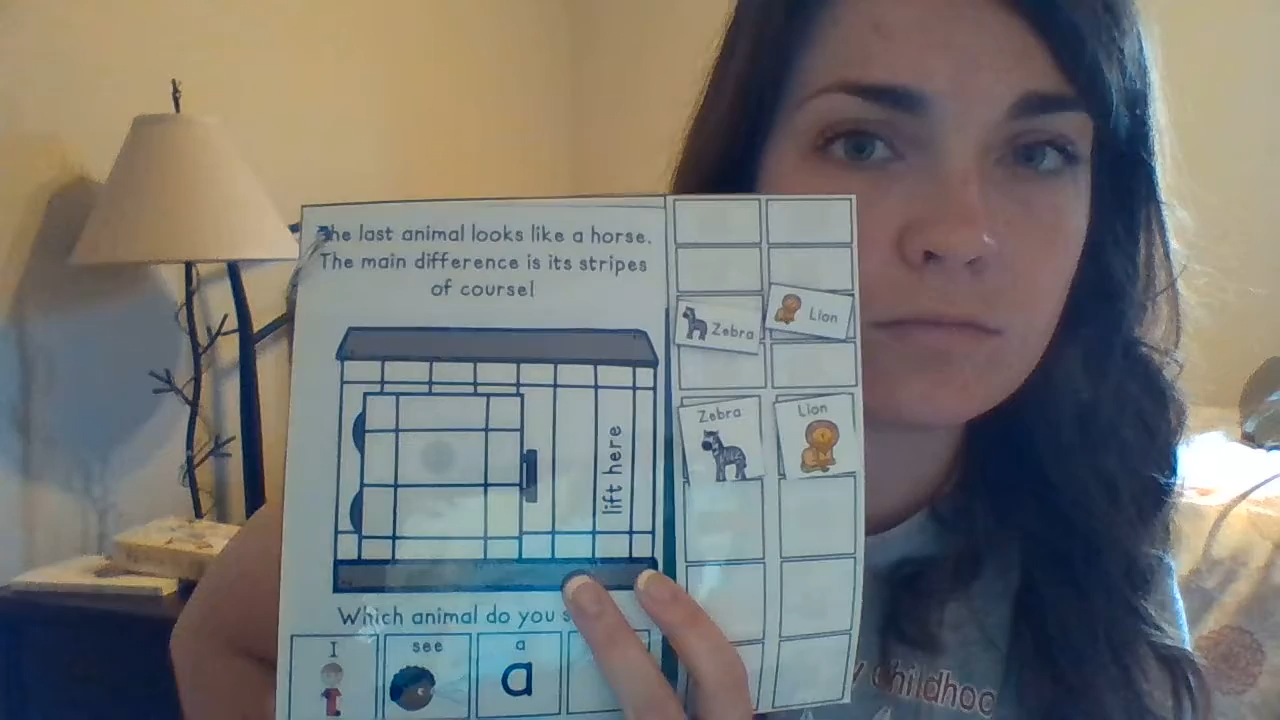 The last animal looks like a horse.
The main difference is its stripes
of course!
lift here
Which animal do you
I
see
a
a
Zebra
Lion
Zebra
Lion
childhoo